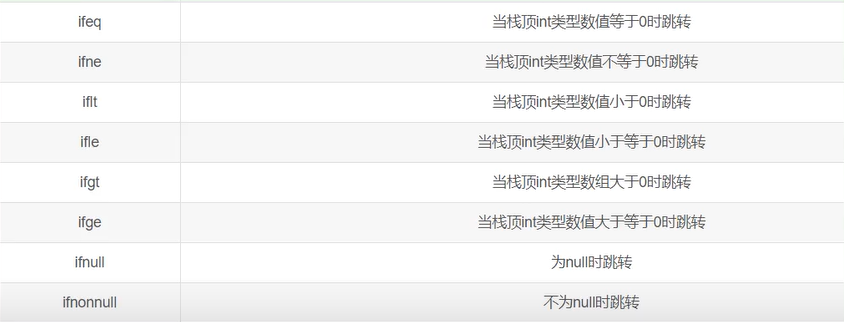 ifeq 当栈顶int类型数值等于0时跳转
ifne 当栈顶int类型数值不等于0时跳转
iflt 当栈顶int类型数值小于0时跳转
ifle 当栈顶int类型数值小于等于0时跳转
ifgt 当栈顶int类型数组大于0时跳转
ifge 当栈顶int类型数值大于等于0时跳转
ifnull 为null时跳转
ifnonnull 不为null时跳转